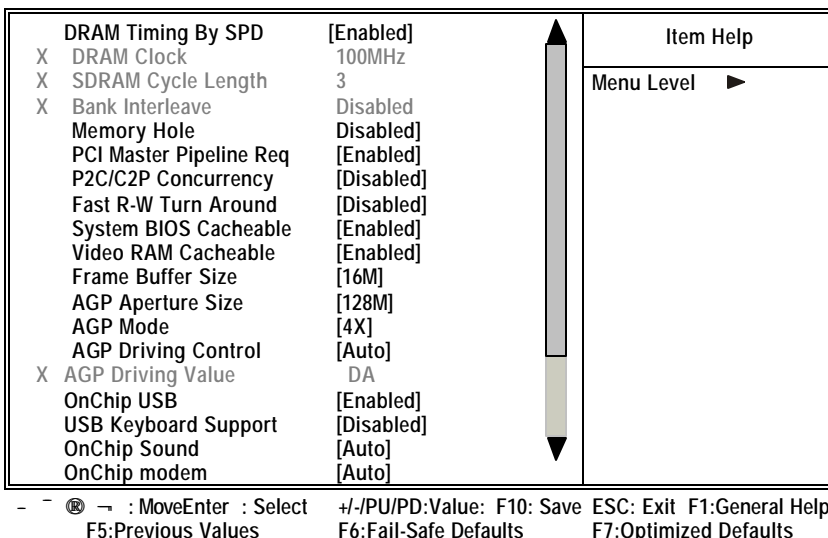 DRAM Timing By SPD [Enabled]
X DRAM Clock 100MHz
X SDRAM Cycle Length 3
X Bank Interleave Disabled
Memory Hole Disabled]
PCI Master Pipeline Req [Enabled]
P2C/C2P Concurrency [Disabled]
Fast R-W Turn Around [Disabled]
System BIOS Cacheable [Enabled]
Video RAM Cacheable [Enabled]
Frame Buffer Size [16M]
AGP Aperture Size [128M]
AGP Mode [4X]
AGP Driving Control [Auto]
X AGP Driving Value DA
OnChip USB [Enabled]
USB Keyboard Support [Disabled]
OnChip Sound [Auto]
OnChip modem [Auto]
Item Help
Menu Level ►
– ¯ ® ¬ : MoveEnter : Select +/-/PU/PD:Value: F10: Save ESC: Exit F1:General Help
F5:Previous Values F6:Fail-Safe Defaults F7:Optimized Defaults